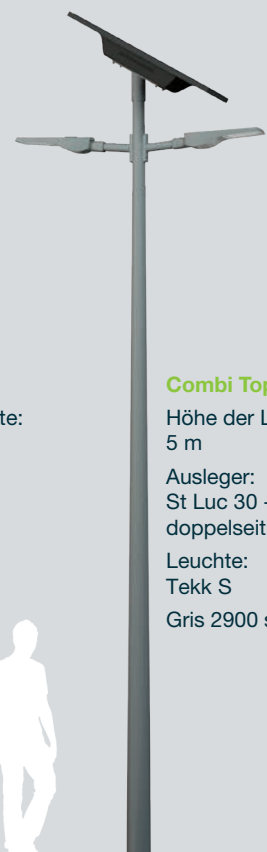 te:
Combi Top
Höhe der L
5 m
Ausleger:
St Luc 30 -
doppelseit
Leuchte:
Tekk S
Gris 2900 s